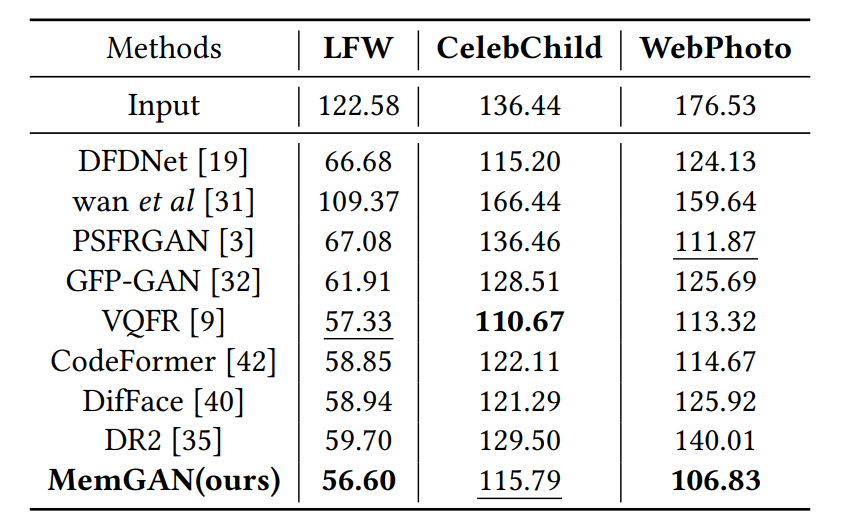 Methods LFW CelebChild WebPhoto
Input 122.58 136.44 176.53
DFDNet [19] 66.68 115.20 124.13
wan et al [31] 109.37 166.44 159.64
PSFRGAN [3] 67.08 136.46 111.87
GFP-GAN [32] 61.91 128.51 125.69
VQFR [9] 57.33 110.67 113.32
CodeFormer [42] 58.85 122.11 114.67
DifFace [40] 58.94 121.29 125.92
DR2 [35] 59.70 129.50 140.01
MemGAN(ours) 56.60 115.79 106.83